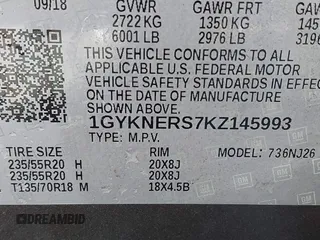 09/18 GVWR GAWR FRT GAW
2722 KG 1350 KG 145
6001 LB 2976 LB 3196
THIS VEHICLE CONFORMS TO ALL
APPLICABLE U.S. FEDERAL MOTOR
VEHICLE SAFETY STANDARDS IN EFFE
ON THE DATE OF MANUFACTURE
SHOWN ABOVE.
1GYKNERS7KZ145993
TYPE: M.P.V. MODEL: 736NJ26
TIRE SIZE RIM
235/55R20 H 20X8J
235/55R20 H 20X8J
T135/70R18 M 18X4.5B
DREAMBID